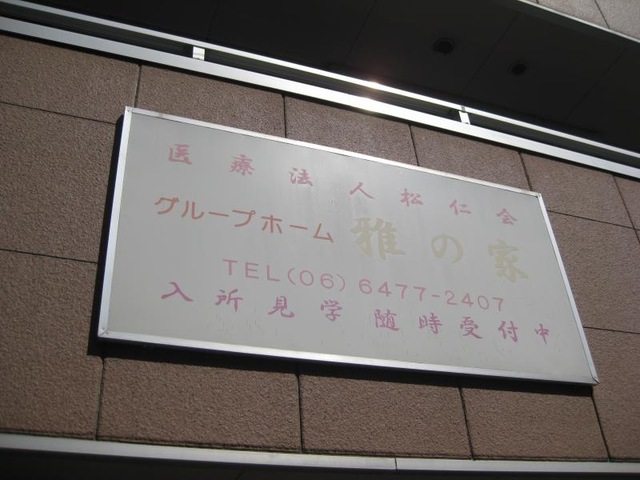 医療法人松仁会
グループホーム 雅の家
TEL(06)6477-2407
入所見学 随時受付中